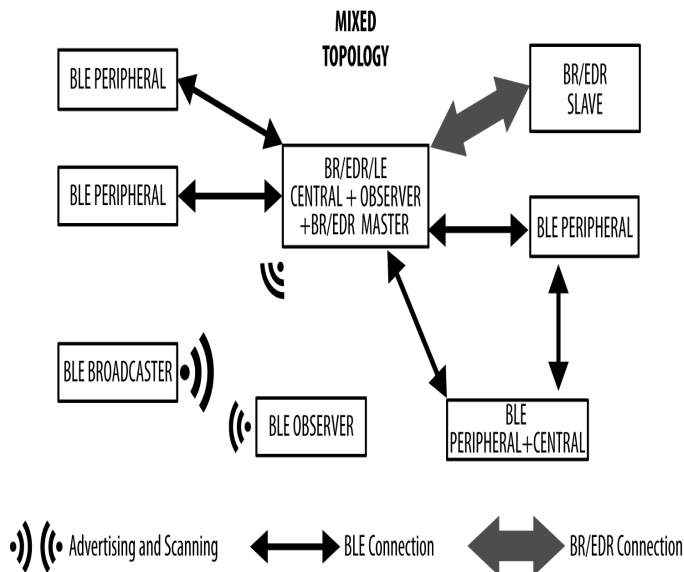 MIXED
TOPOLOGY
BLE PERIPHERAL
BR/EDR
SLAVE
BLE PERIPHERAL
BR/EDR/LE
CENTRAL + OBSERVER
+BR/EDR MASTER
BLE PERIPHERAL
BLE BROADCASTER
BLE OBSERVER
BLE
PERIPHERAL+CENTRAL
Advertising and Scanning
BLE Connection
BR/EDR Connection